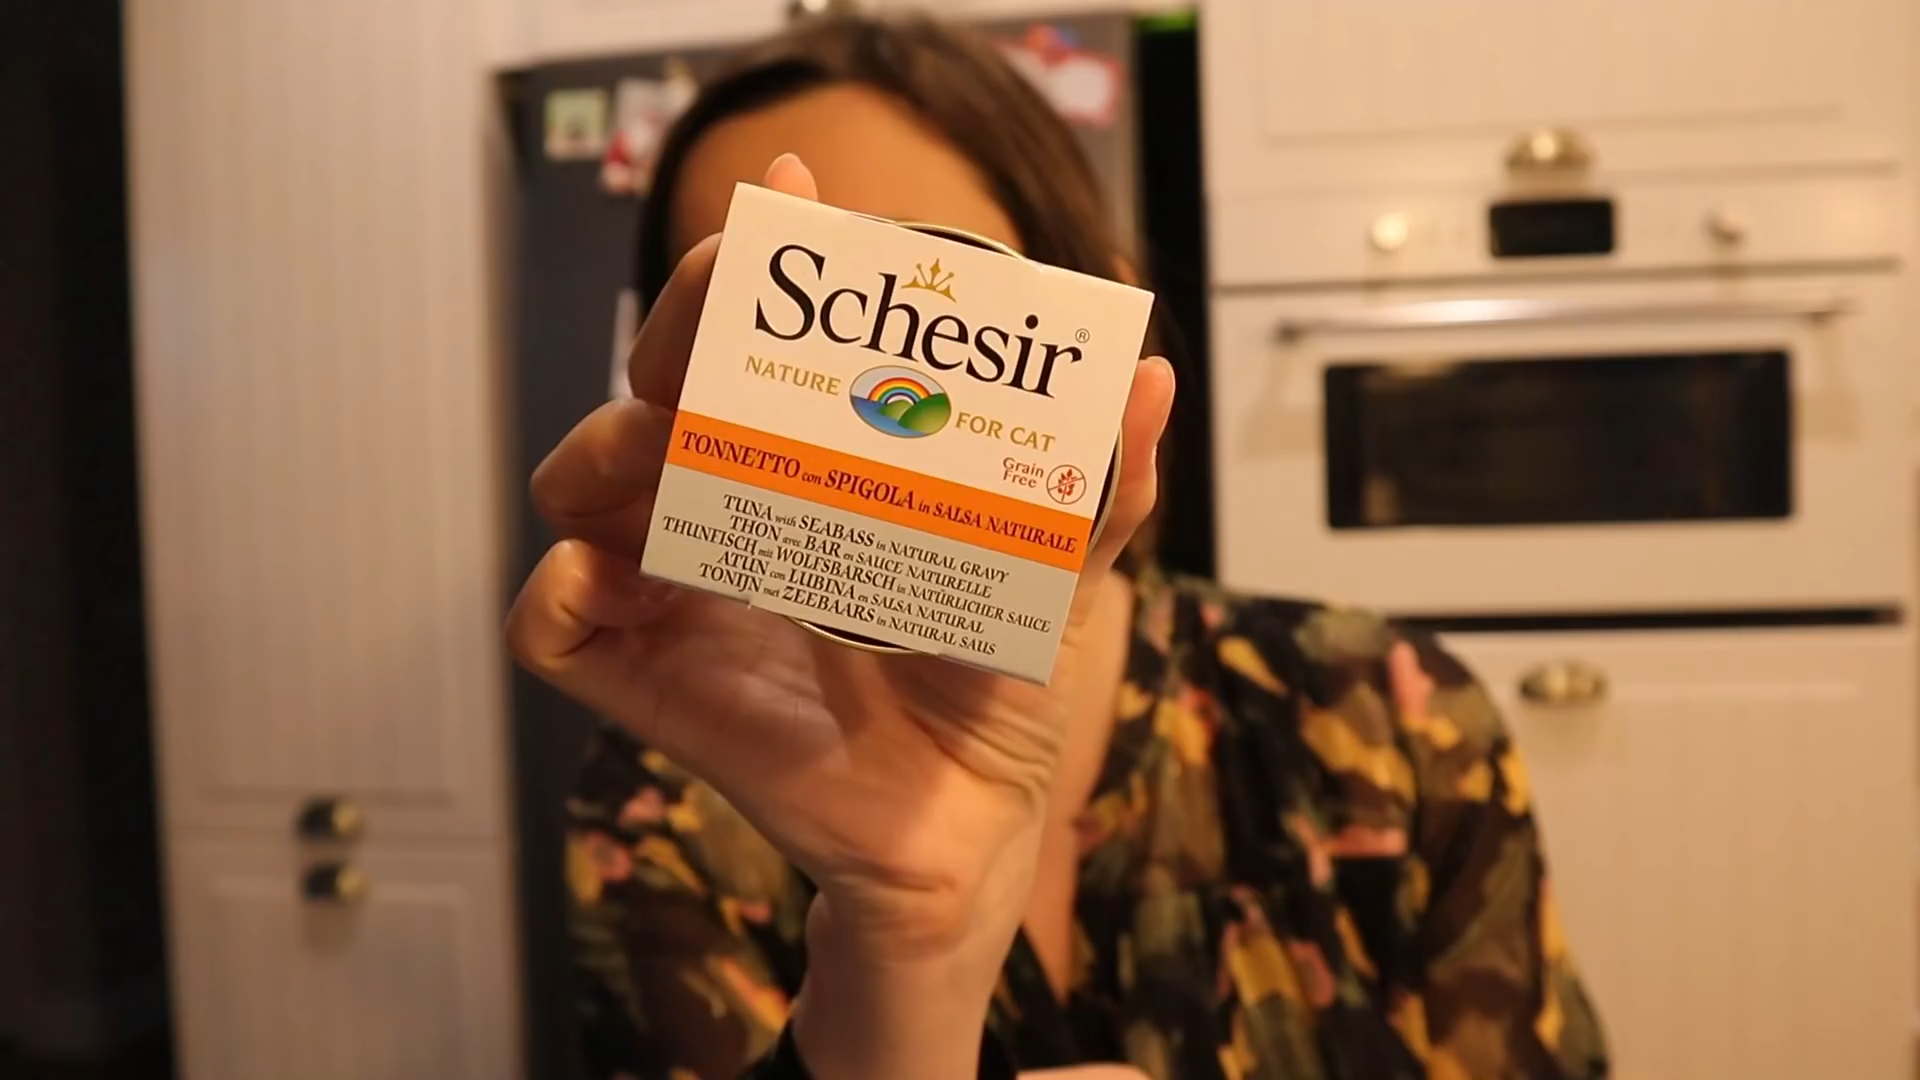 Schesir®
NATURE FOR CAT
Grain
Free
TONNETTO con SPIGOLA in SALSA NATURALE
TUNA with SEABASS in NATURAL GRAVY
THON avec BAR en SAUCE NATURELLE
THUNFISCH mit WOLFSBARSCH in NATÜRLICHER SAUCE
ATUN con LUBINA en SALSA NATURAL
TONIJN met ZEEBAARS in NATURAL SAUS